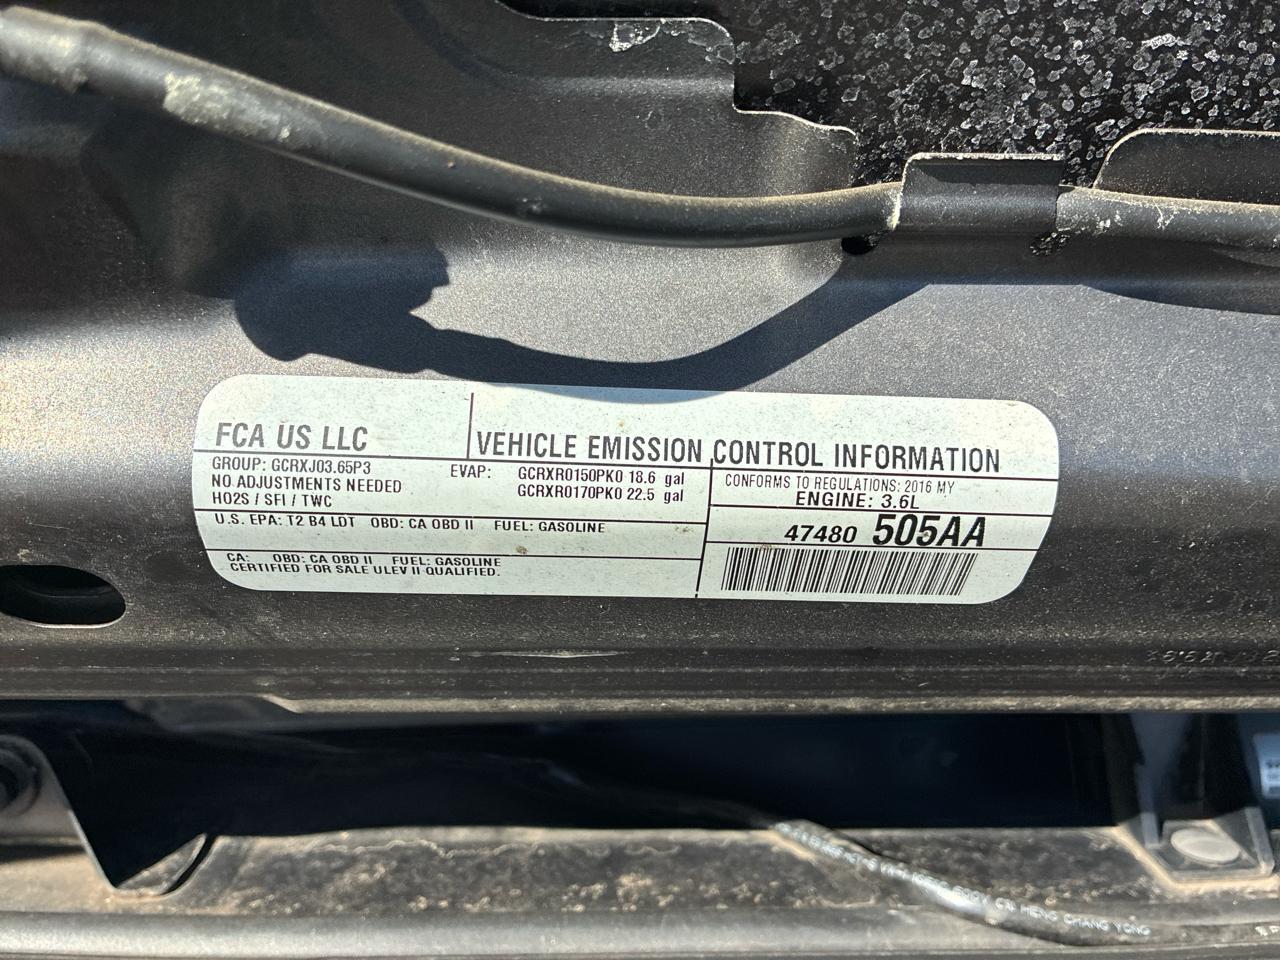 FCA US LLC
VEHICLE EMISSION CONTROL INFORMATION
GROUP: GCRXJ03.65P3
NO ADJUSTMENTS NEEDED
HO2S / SFI / TWC
EVAP: GCRXR0150PK0 18.6 gal
GCRXR0170PK0 22.5 gal
CONFORMS TO REGULATIONS: 2016 MY
ENGINE: 3.6L
U.S. EPA: T2 B4 LDT OBD: CA OBD II FUEL: GASOLINE
47480 505AA
CA: OBD: CA OBD II FUEL: GASOLINE
CERTIFIED FOR SALE ULEV II QUALIFIED.
HENG CHANG YONG